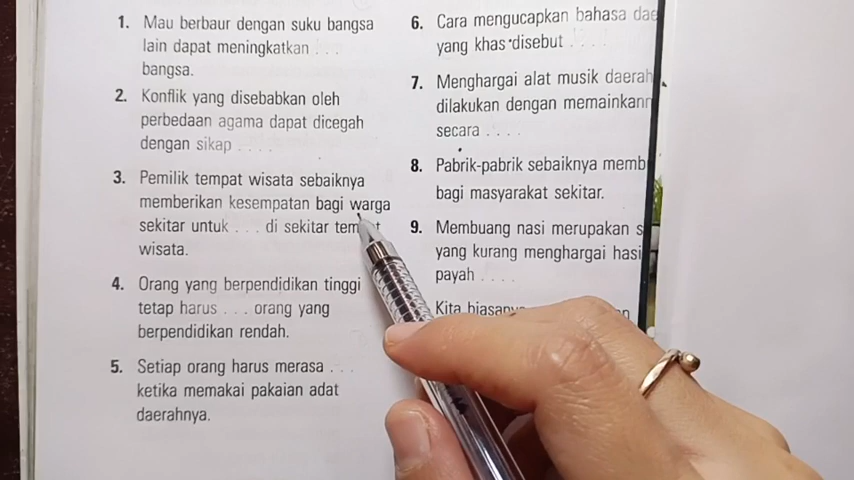 1. Mau berbaur dengan suku bangsa
lain dapat meningkatkan . . .
bangsa.
2. Konflik yang disebabkan oleh
perbedaan agama dapat dicegah
dengan sikap . . . .
3. Pemilik tempat wisata sebaiknya
memberikan kesempatan bagi warga
sekitar untuk . . . di sekitar
wisata.
4. Orang yang berpendidikan tinggi
tetap harus . . . orang yang
berpendidikan rendah.
5. Setiap orang harus merasa . . .
ketika memakai pakaian adat
daerahnya.
6. Cara mengucapkan bahasa
yang khas disebut . . . .
7. Menghargai alat musik daerah
dilakukan dengan memainkann
secara . . . .
8. Pabrik-pabrik sebaiknya
bagi masyarakat sekitar.
9. Membuang nasi merupakan
yang kurang menghargai
payah . . . .
Kita